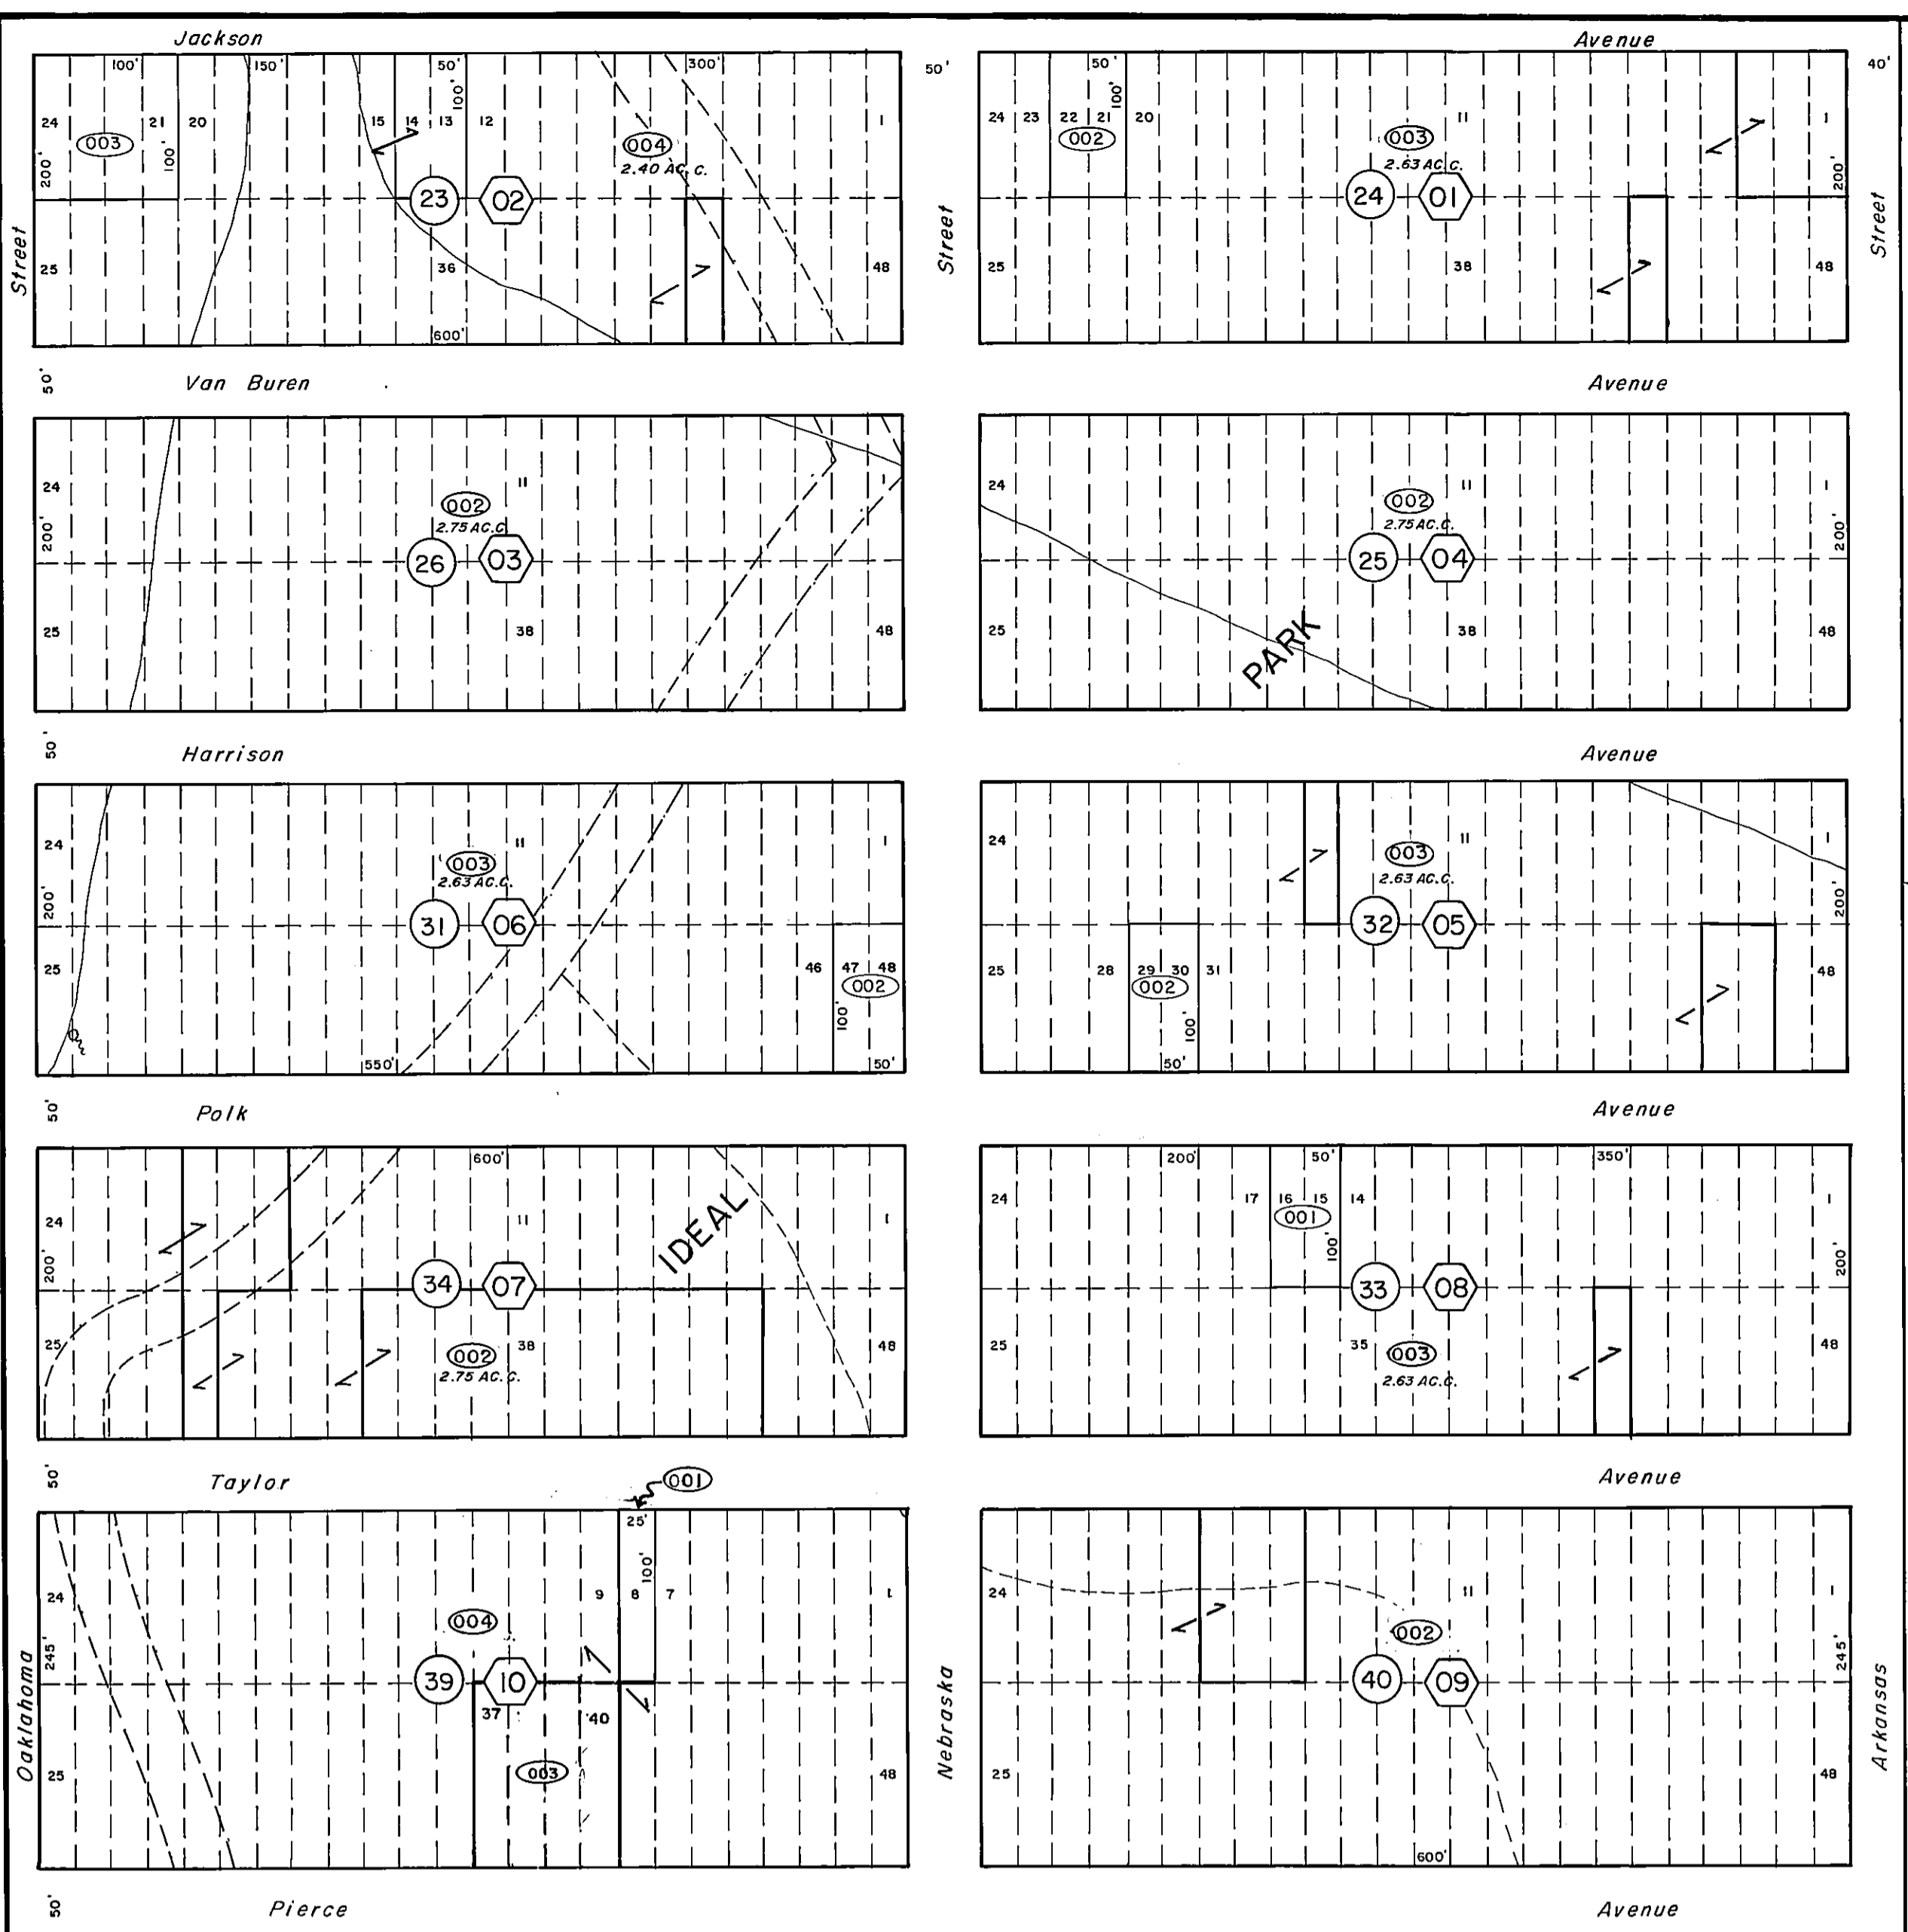 Jackson Avenue
100' 150' 50' 300' 50' 50' 40'
100' 100'
24 21 20 15 14 13 12 1 24 23 22 21 20 11 1
003 004 002 003
2.40 AC. C. 2.63 AC.C.
200' 100' 200'
23 02 24 01
Street Street Street
25 36 48 25 38 48
600'
50' Van Buren Avenue
24 11 1 24 11 1
002 002
2.75 AC.C. 2.75 AC.C.
200' 200'
26 03 25 04
25 38 48 25 38 48
PARK
50' Harrison Avenue
24 11 1 24 11 1
003 003
2.63 AC.C. 2.63 AC.C.
200' 200'
31 06 32 05
25 46 47 48 25 28 29 30 31 48
002 002
100' 100'
550' 50' 50'
50' Polk Avenue
600' 200' 50' 350'
24 11 1 24 17 16 15 14 1
001
IDEAL
200' 100' 200'
34 07 33 08
25 38 48 25 35 48
002 003
2.75 AC.C. 2.63 AC.C.
50' Taylor Avenue
001
25'
100'
24 9 8 7 1 24 11 1
004 002
245' 245'
39 10 40 09
37 40
Oaklahoma Nebraska Arkansas
25 003 48 25 48
600'
50' Pierce Avenue